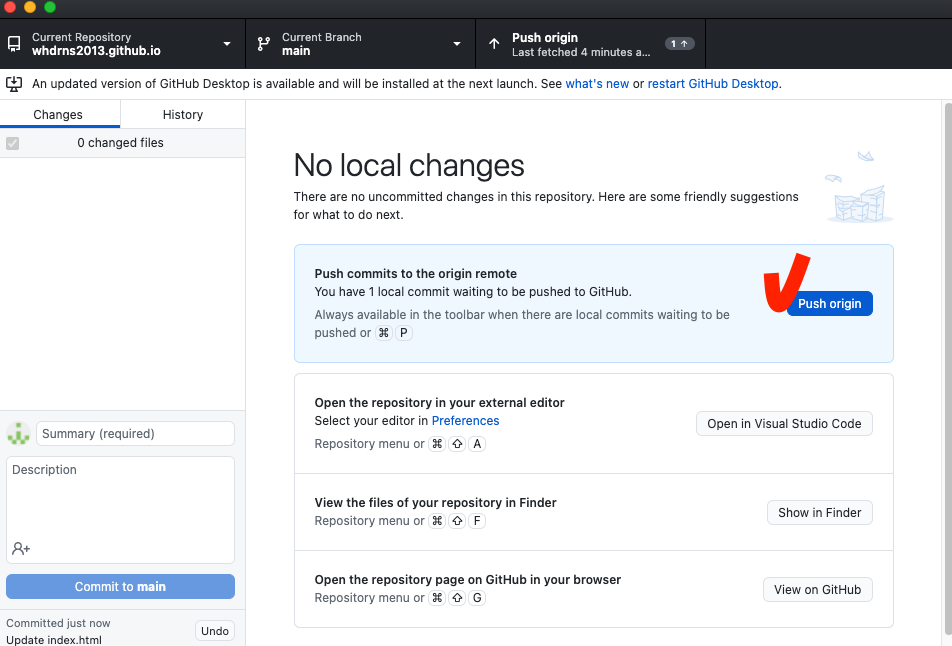 Current Repository
whdrns2013.github.io
Current Branch
main
Push origin
Last fetched 4 minutes a...
1
An updated version of GitHub Desktop is available and will be installed at the next launch. See what's new or restart GitHub Desktop.
Changes
History
0 changed files
No local changes
There are no uncommitted changes in this repository. Here are some friendly suggestions
for what to do next.
Push commits to the origin remote
You have 1 local commit waiting to be pushed to GitHub.
Always available in the toolbar when there are local commits waiting to be
pushed or ⌘ P
Push origin
Open the repository in your external editor
Select your editor in Preferences
Repository menu or ⌘ ⇧ A
Open in Visual Studio Code
View the files of your repository in Finder
Repository menu or ⌘ ⇧ F
Show in Finder
Open the repository page on GitHub in your browser
Repository menu or ⌘ ⇧ G
View on GitHub
Summary (required)
Description
Commit to main
Committed just now
Update index.html
Undo